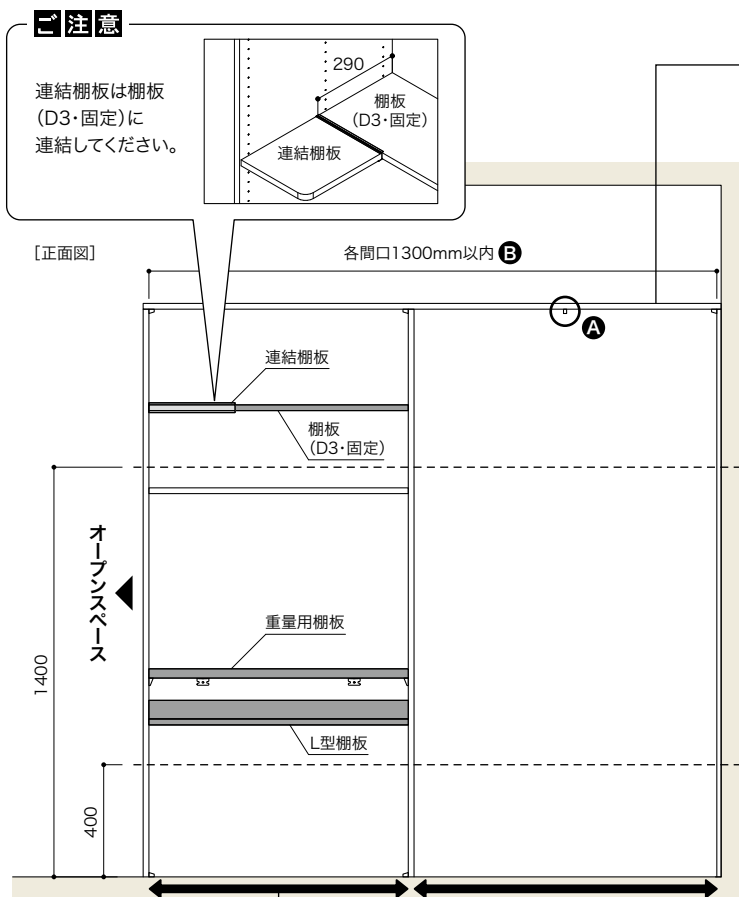 ご注意
連結棚板は棚板
(D3・固定)に
連結してください。
290
棚板
(D3・固定)
連結棚板
[正面図]
各間口1300mm以内 B
A
連結棚板
棚板
(D3・固定)
オープンスペース
1400
重量用棚板
L型棚板
400